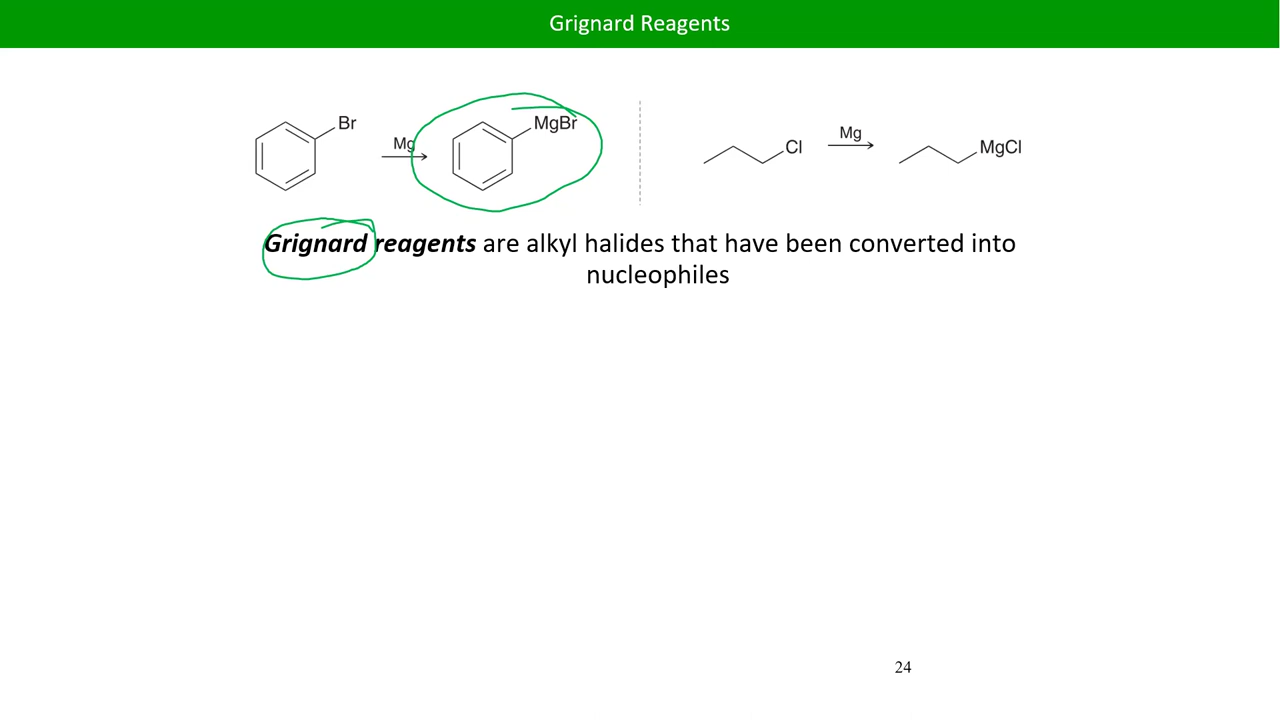 Grignard Reagents
Br
Mg
MgBr
Cl
Mg
MgCl
Grignard reagents are alkyl halides that have been converted into
nucleophiles
24